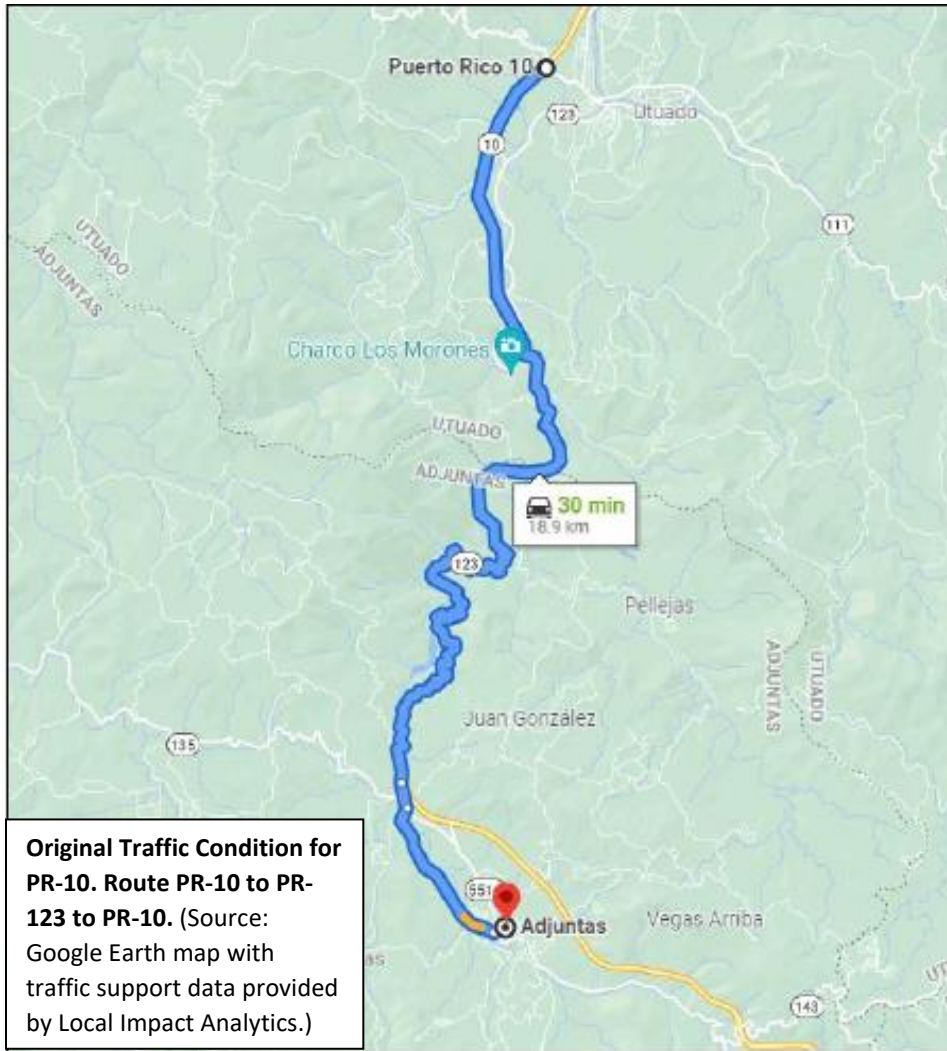 Puerto Rico 10
123
Utuado
10
111
UTUADO
ADJUNTAS
Charco Los Morones
UTUADO
ADJUNTAS
30 min
18.9 km
123
Pellejas
ADJUNTAS
UTUADO
Juan González
135
551
Adjuntas
Vegas Arriba
143
Original Traffic Condition for
PR-10. Route PR-10 to PR-
123 to PR-10. (Source:
Google Earth map with
traffic support data provided
by Local Impact Analytics.)